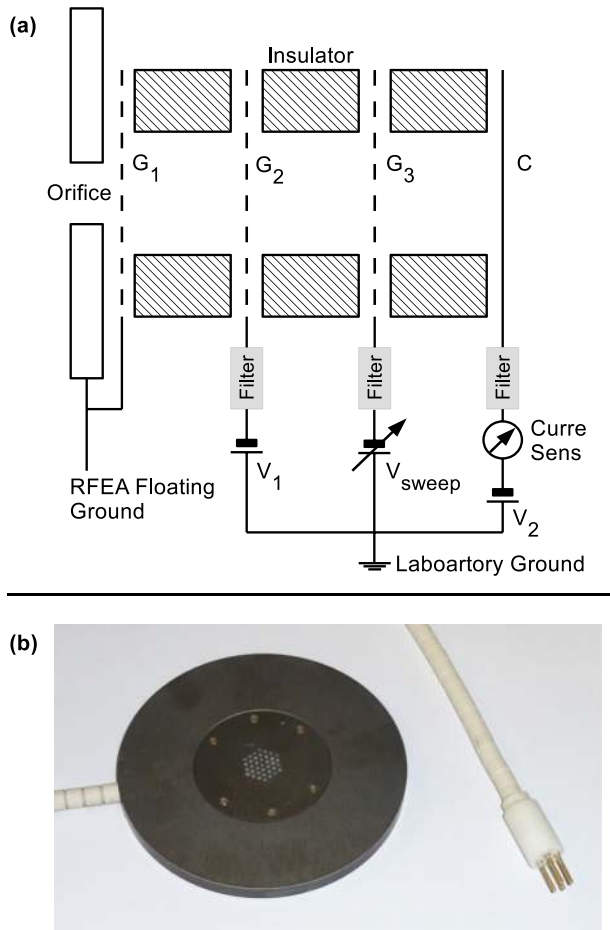 (a)
Insulator
G1
G2
G3
C
Orifice
Filter
Filter
Filter
Curre
Sens
V1
Vsweep
V2
RFEA Floating
Ground
Laboartory Ground
(b)